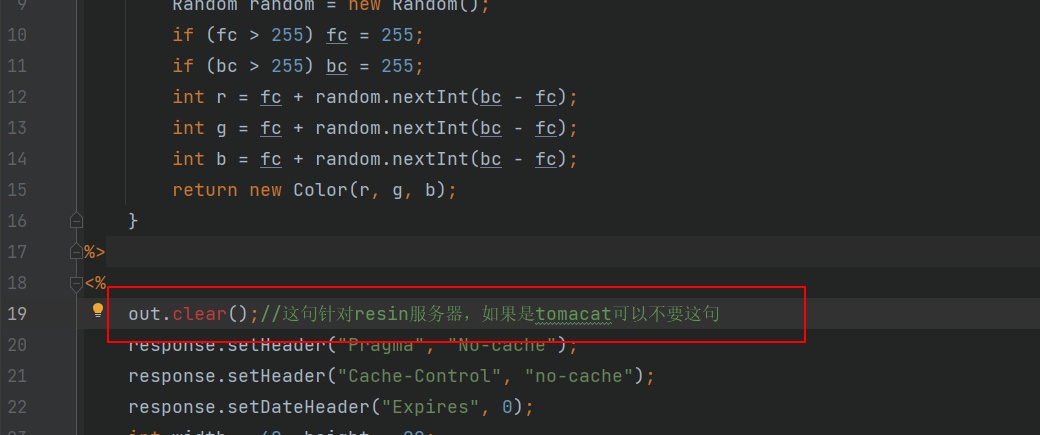 9 Random random = new Random();
10 if (fc > 255) fc = 255;
11 if (bc > 255) bc = 255;
12 int r = fc + random.nextInt(bc - fc);
13 int g = fc + random.nextInt(bc - fc);
14 int b = fc + random.nextInt(bc - fc);
15 return new Color(r, g, b);
16 }
17 %>
18 <%
19 out.clear();//这句针对resin服务器，如果是tomacat可以不要这句
20 response.setHeader("Pragma", "No-cache");
21 response.setHeader("Cache-Control", "no-cache");
22 response.setDateHeader("Expires", 0);
23 int width